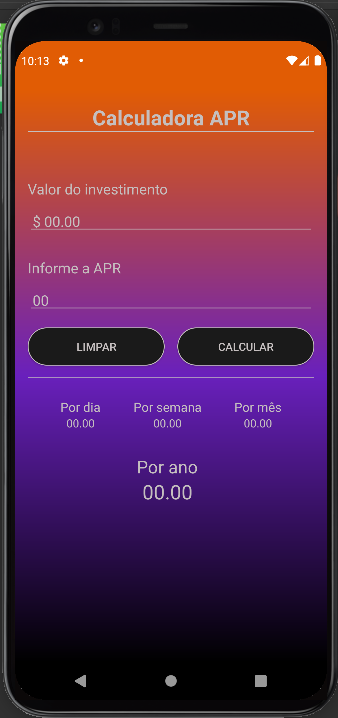 10:13
Calculadora APR
Valor do investimento
$ 00.00
Informe a APR
00
LIMPAR CALCULAR
Por dia Por semana Por mês
00.00 00.00 00.00
Por ano
00.00